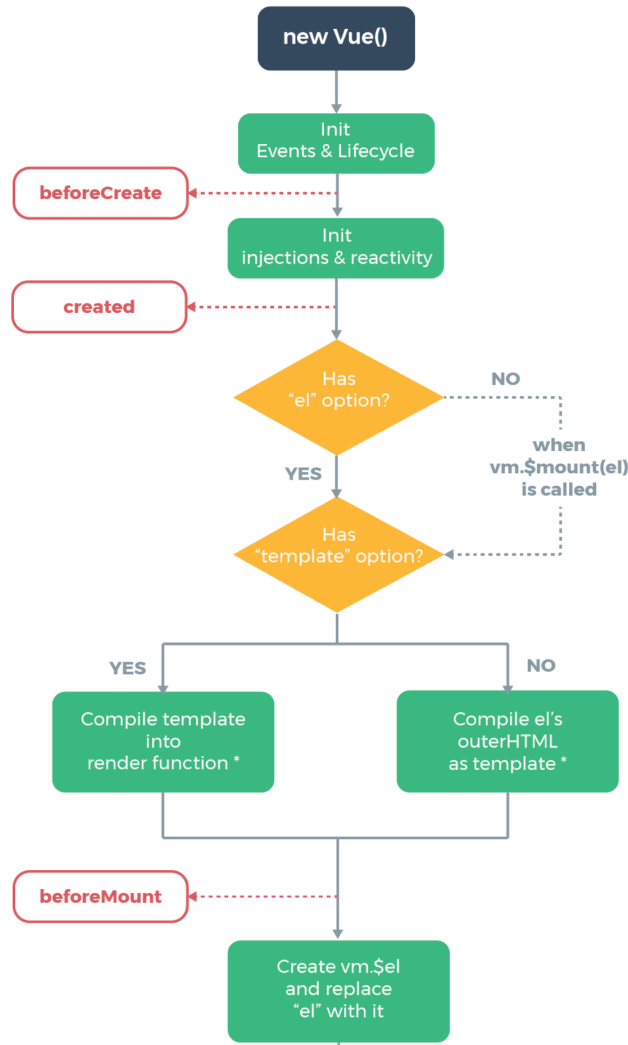 new Vue()
Init
Events & Lifecycle
beforeCreate
Init
injections & reactivity
created
Has
“el” option?
NO
when
vm.$mount(el)
is called
YES
Has
“template” option?
YES
NO
Compile template
into
render function *
Compile el’s
outerHTML
as template *
beforeMount
Create vm.$el
and replace
“el” with it